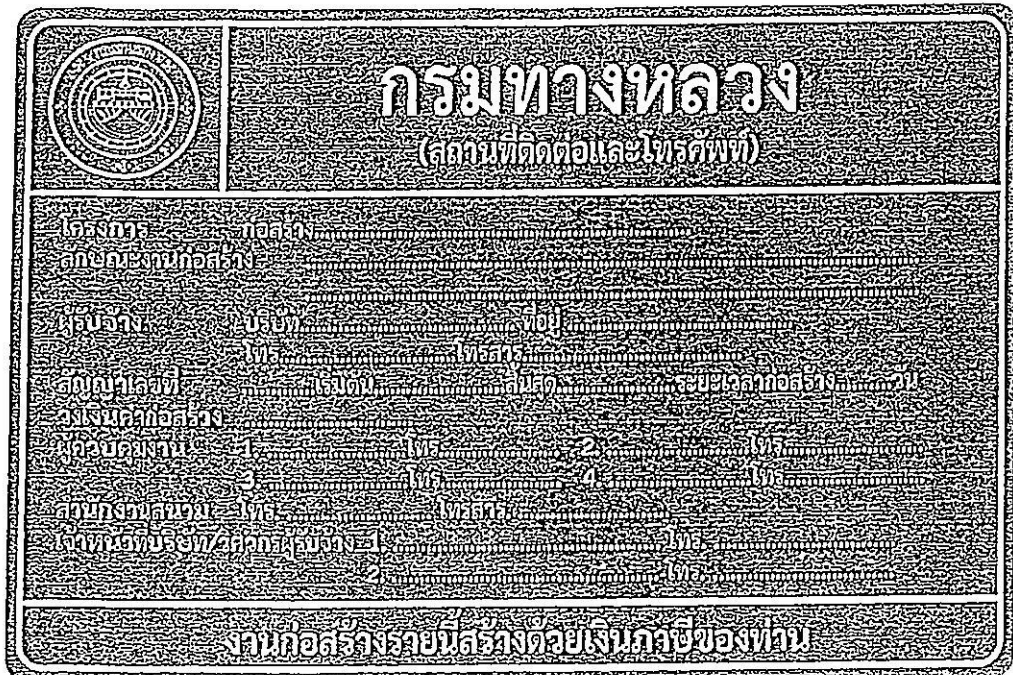 กรมทางหลวง
(สถานที่ติดต่อและโทรศัพท์)
โครงการ ก่อสร้าง....................
ลักษณะงานก่อสร้าง ....................
....................
ผู้รับจ้าง บริษัท.................... ที่อยู่....................
โทร....................โทรสาร....................
สัญญาเลขที่ ..........เริ่มต้น....................สิ้นสุด....................ระยะเวลาก่อสร้าง..........วัน
วงเงินค่าก่อสร้าง ....................
ผู้ควบคุมงาน 1....................โทร.................... 2....................โทร....................
3....................โทร.................... 4....................โทร....................
สำนักงานสนาม โทร....................โทรสาร....................
เจ้าหน้าที่บริษัท/วิศวกรผู้รับจ้าง 1....................โทร....................
2....................โทร....................
งานก่อสร้างรายนี้สร้างด้วยเงินภาษีของท่าน